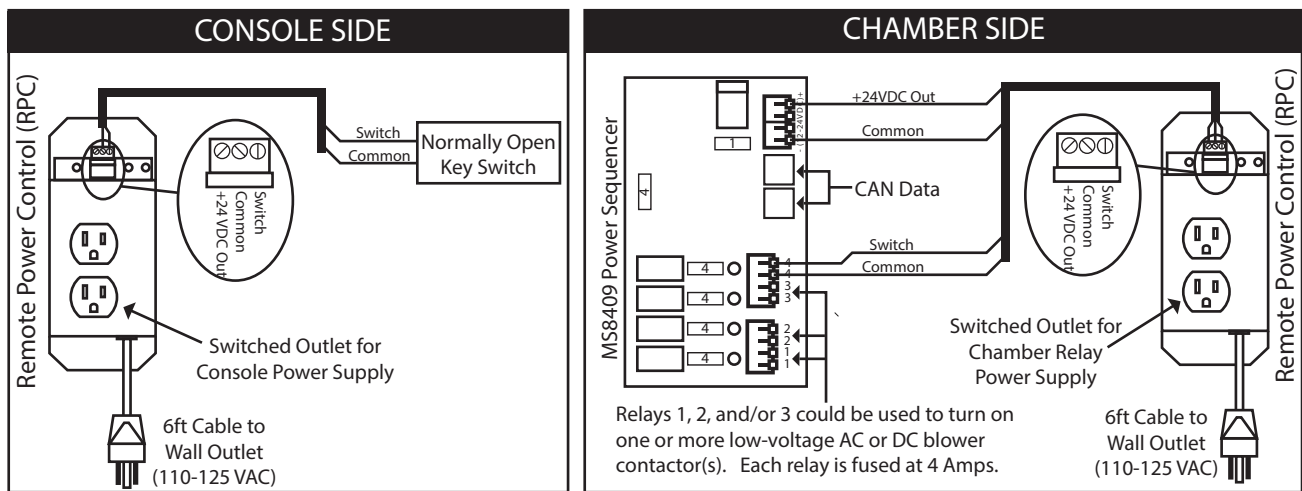 CONSOLE SIDE
Remote Power Control (RPC)
Switch
Common
Normally Open
Key Switch
Switch
Common
+24 VDC Out
Switched Outlet for
Console Power Supply
6ft Cable to
Wall Outlet
(110-125 VAC)
CHAMBER SIDE
MS8409 Power Sequencer
1
4
- (12-24VDC) +
+24VDC Out
Common
CAN Data
Switch
Common
4
4
4
4
4
4
3
3
2
2
1
1
Relays 1, 2, and/or 3 could be used to turn on
one or more low-voltage AC or DC blower
contactor(s). Each relay is fused at 4 Amps.
Switch
Common
+24 VDC Out
Switched Outlet for
Chamber Relay
Power Supply
6ft Cable to
Wall Outlet
(110-125 VAC)
Remote Power Control (RPC)